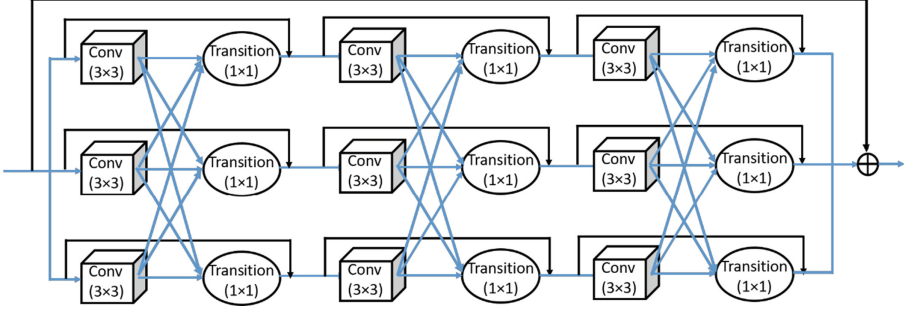 Conv
(3×3)
Transition
(1×1)
Conv
(3×3)
Transition
(1×1)
Conv
(3×3)
Transition
(1×1)
Conv
(3×3)
Transition
(1×1)
Conv
(3×3)
Transition
(1×1)
Conv
(3×3)
Transition
(1×1)
Conv
(3×3)
Transition
(1×1)
Conv
(3×3)
Transition
(1×1)
Conv
(3×3)
Transition
(1×1)